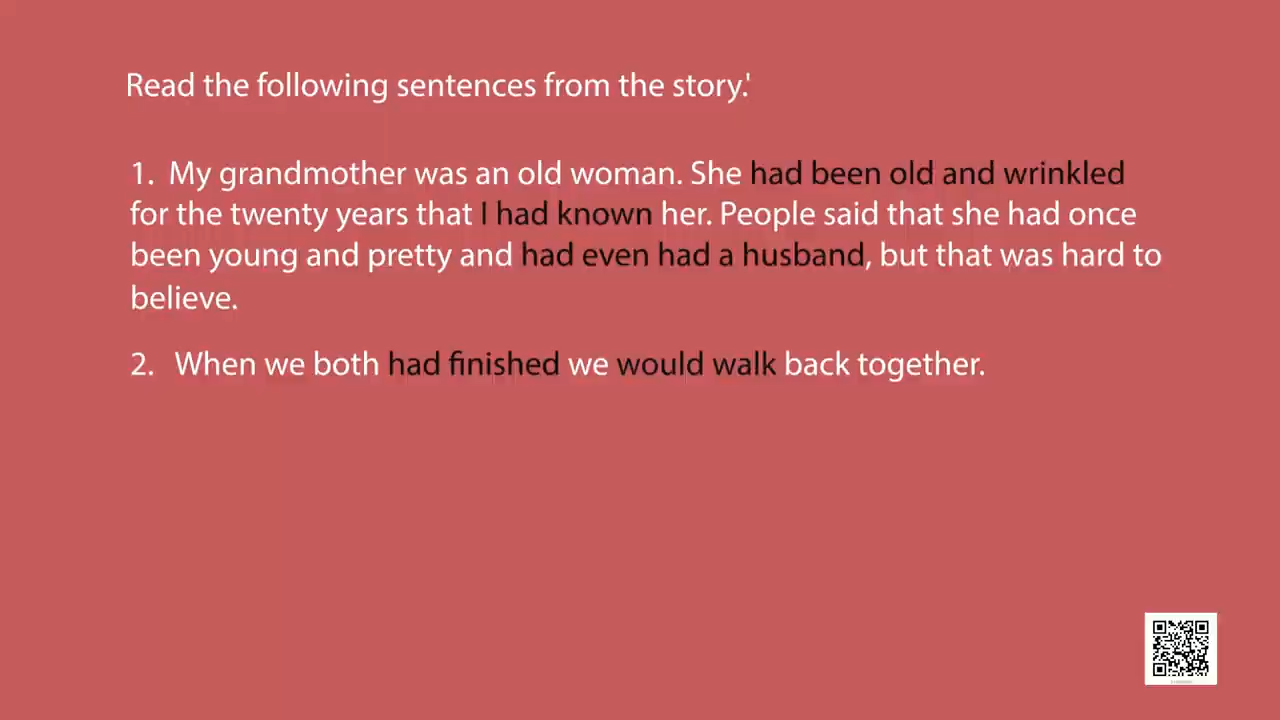 Read the following sentences from the story.'
1. My grandmother was an old woman. She had been old and wrinkled
for the twenty years that I had known her. People said that she had once
been young and pretty and had even had a husband, but that was hard to
believe.
2. When we both had finished we would walk back together.